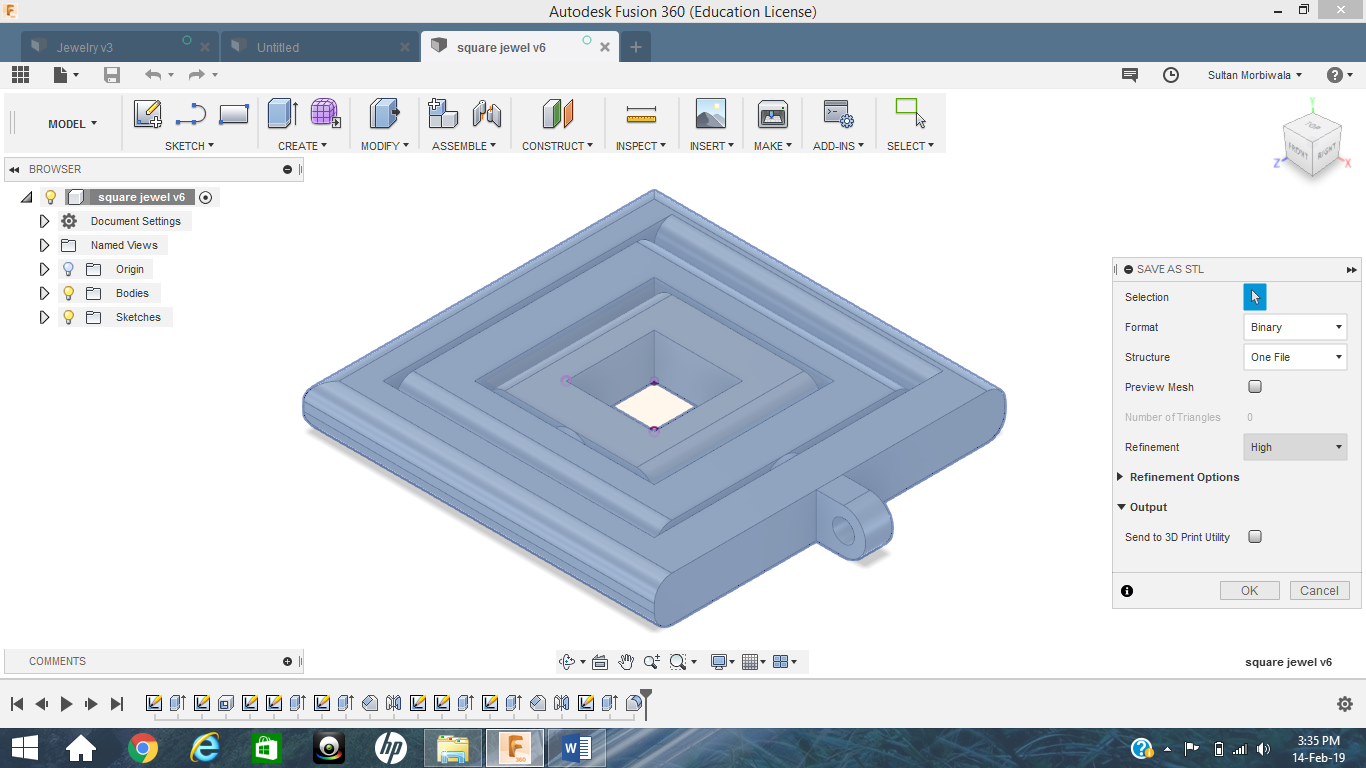 Autodesk Fusion 360 (Education License)
Jewelry v3
Untitled
square jewel v6
Sultan Morbiwala
MODEL
SKETCH
CREATE
MODIFY
ASSEMBLE
CONSTRUCT
INSPECT
INSERT
MAKE
ADD-INS
SELECT
Y
TOP
FRONT
RIGHT
Z
X
BROWSER
square jewel v6
Document Settings
Named Views
Origin
Bodies
Sketches
SAVE AS STL
Selection
Format
Binary
Structure
One File
Preview Mesh
Number of Triangles
0
Refinement
High
Refinement Options
Output
Send to 3D Print Utility
OK
Cancel
COMMENTS
square jewel v6
3:35 PM
14-Feb-19